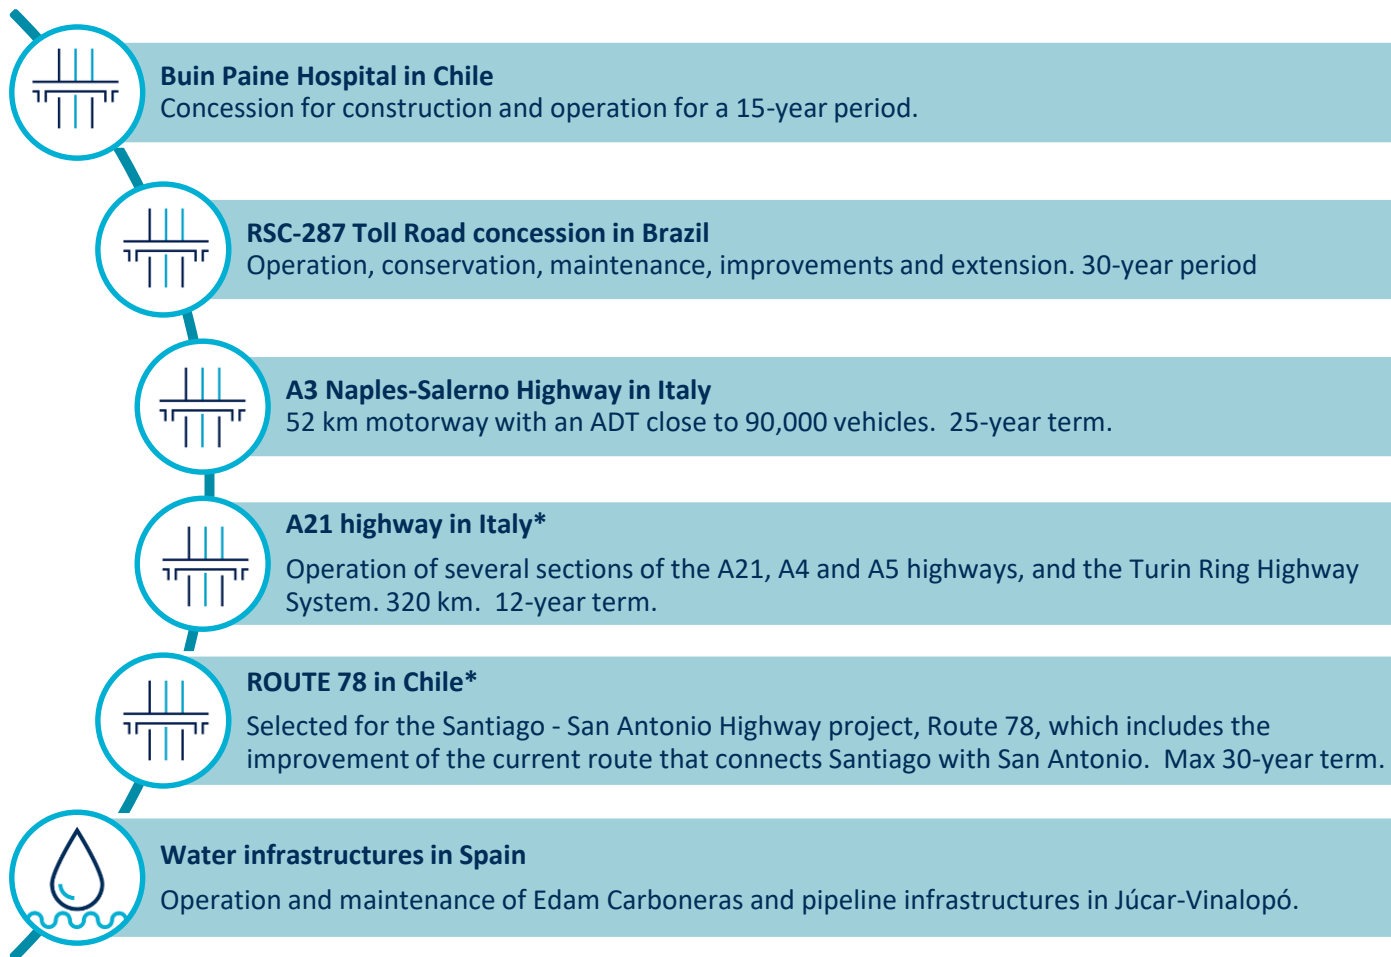 Buin Paine Hospital in Chile
Concession for construction and operation for a 15-year period.
RSC-287 Toll Road concession in Brazil
Operation, conservation, maintenance, improvements and extension. 30-year period
A3 Naples-Salerno Highway in Italy
52 km motorway with an ADT close to 90,000 vehicles.  25-year term.
A21 highway in Italy*
Operation of several sections of the A21, A4 and A5 highways, and the Turin Ring Highway
System. 320 km.  12-year term.
ROUTE 78 in Chile*
Selected for the Santiago - San Antonio Highway project, Route 78, which includes the
improvement of the current route that connects Santiago with San Antonio.  Max 30-year term.
Water infrastructures in Spain
Operation and maintenance of Edam Carboneras and pipeline infrastructures in Júcar-Vinalopó.